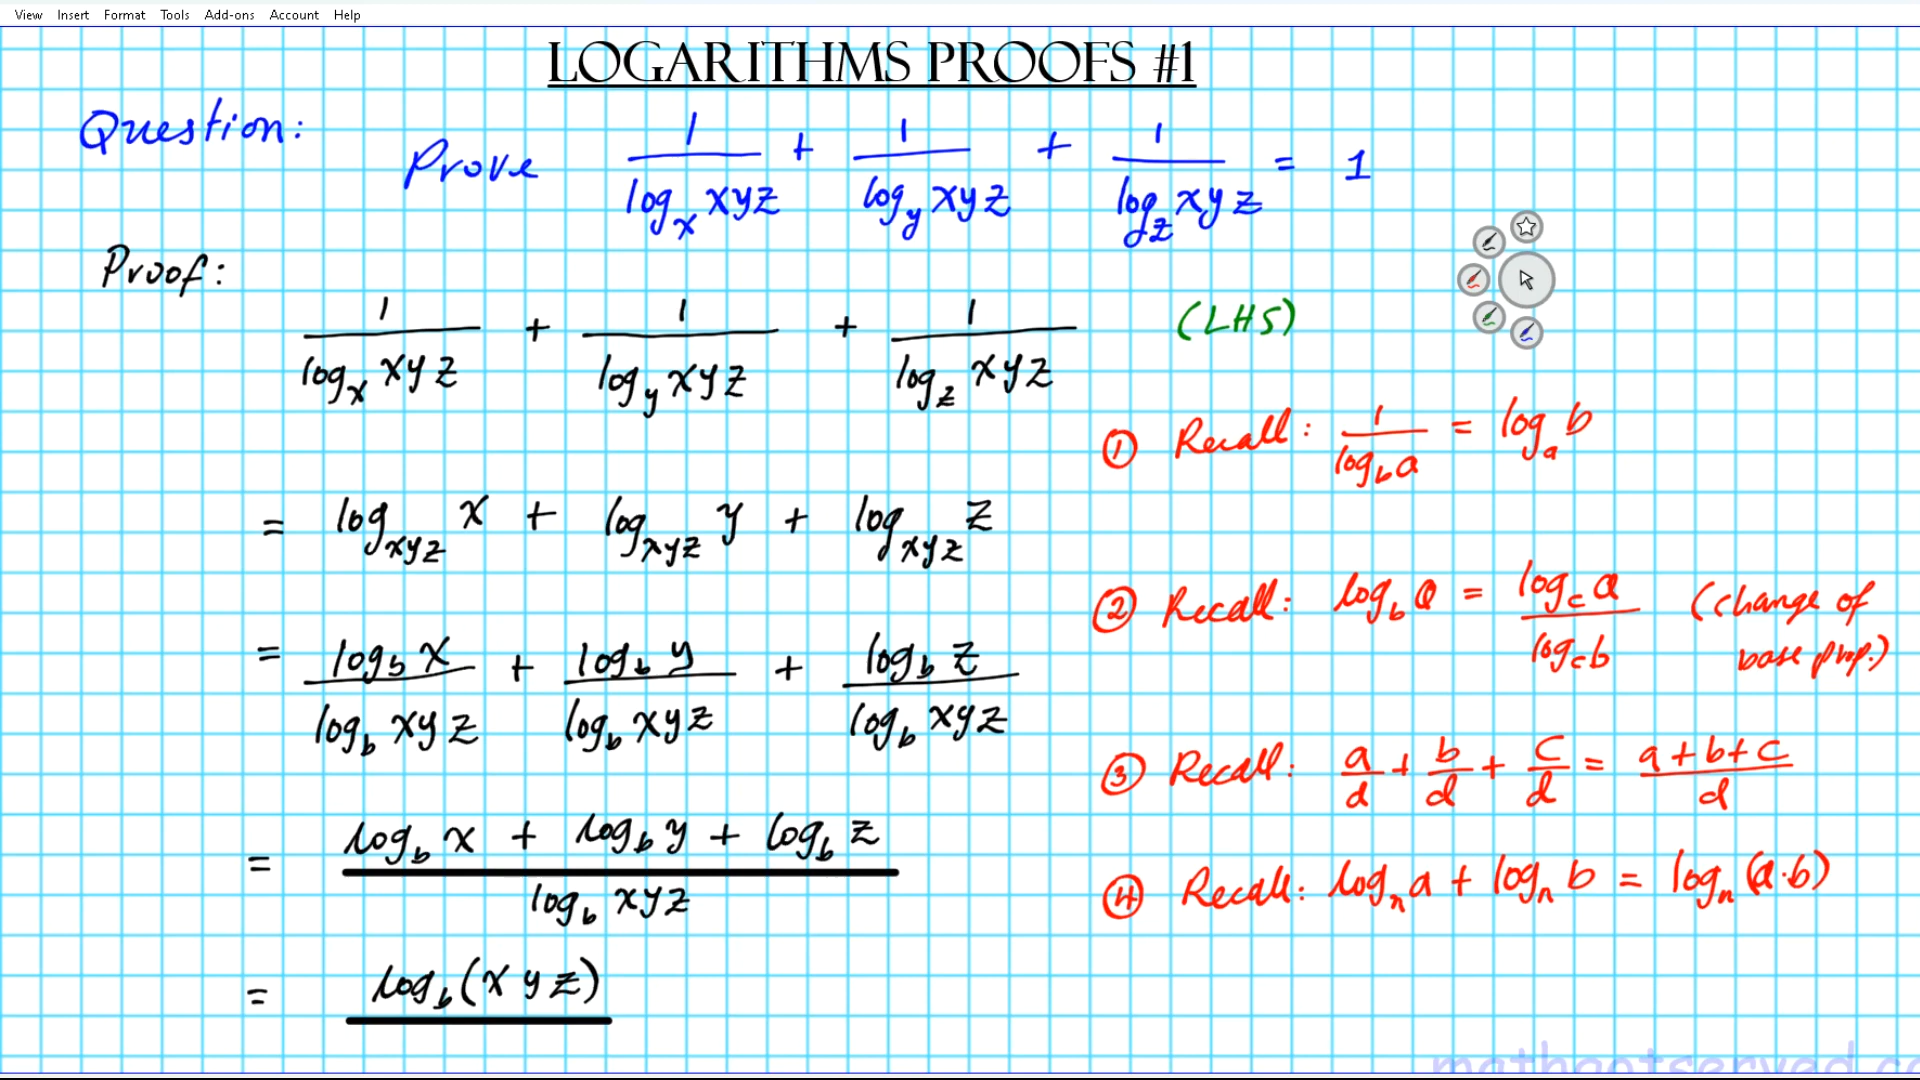 View Insert Format Tools Add-ons Account Help
LOGARITHMS PROOFS #1
Question:
Prove 1/(log_x xyz) + 1/(log_y xyz) + 1/(log_z xyz) = 1
Proof:
1/(log_x xyz) + 1/(log_y xyz) + 1/(log_z xyz) (LHS)
① Recall: 1/(log_b a) = log_a b
= log_xyz x + log_xyz y + log_xyz z
② Recall: log_b a = (log_c a)/(log_c b) (change of
base prop.)
= (log_b x)/(log_b xyz) + (log_b y)/(log_b xyz) + (log_b z)/(log_b xyz)
③ Recall: a/d + b/d + c/d = (a+b+c)/d
= (log_b x + log_b y + log_b z)/(log_b xyz)
④ Recall: log_n a + log_n b = log_n (a·b)
= log_b (xyz)